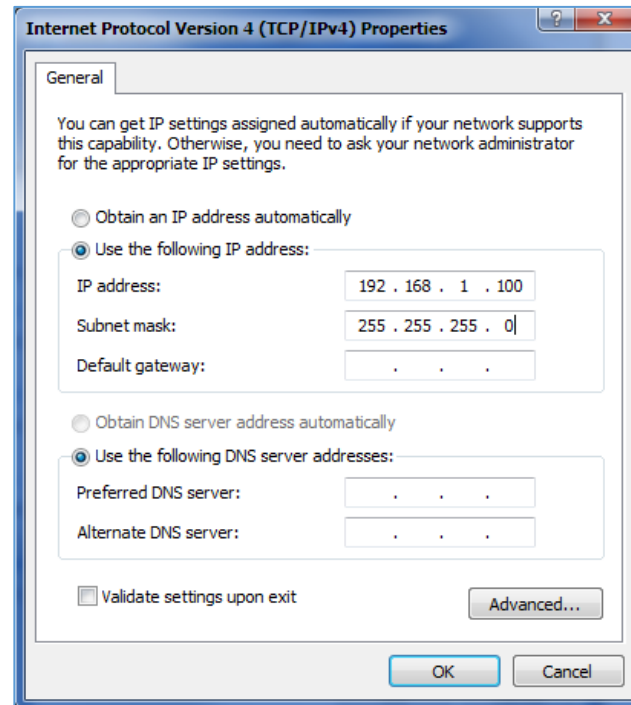 Internet Protocol Version 4 (TCP/IPv4) Properties
?
X
General
You can get IP settings assigned automatically if your network supports
this capability. Otherwise, you need to ask your network administrator
for the appropriate IP settings.
Obtain an IP address automatically
Use the following IP address:
IP address: 192 . 168 . 1 . 100
Subnet mask: 255 . 255 . 255 . 0
Default gateway: . . .
Obtain DNS server address automatically
Use the following DNS server addresses:
Preferred DNS server: . . .
Alternate DNS server: . . .
Validate settings upon exit
Advanced...
OK Cancel